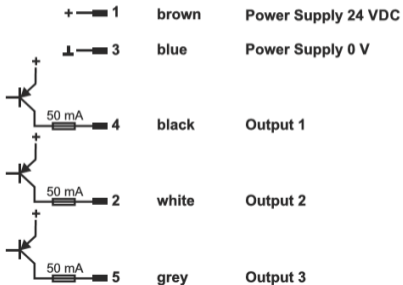 + 1 brown Power Supply 24 VDC
3 blue Power Supply 0 V
+
50 mA 4 black Output 1
+
50 mA 2 white Output 2
+
50 mA 5 grey Output 3